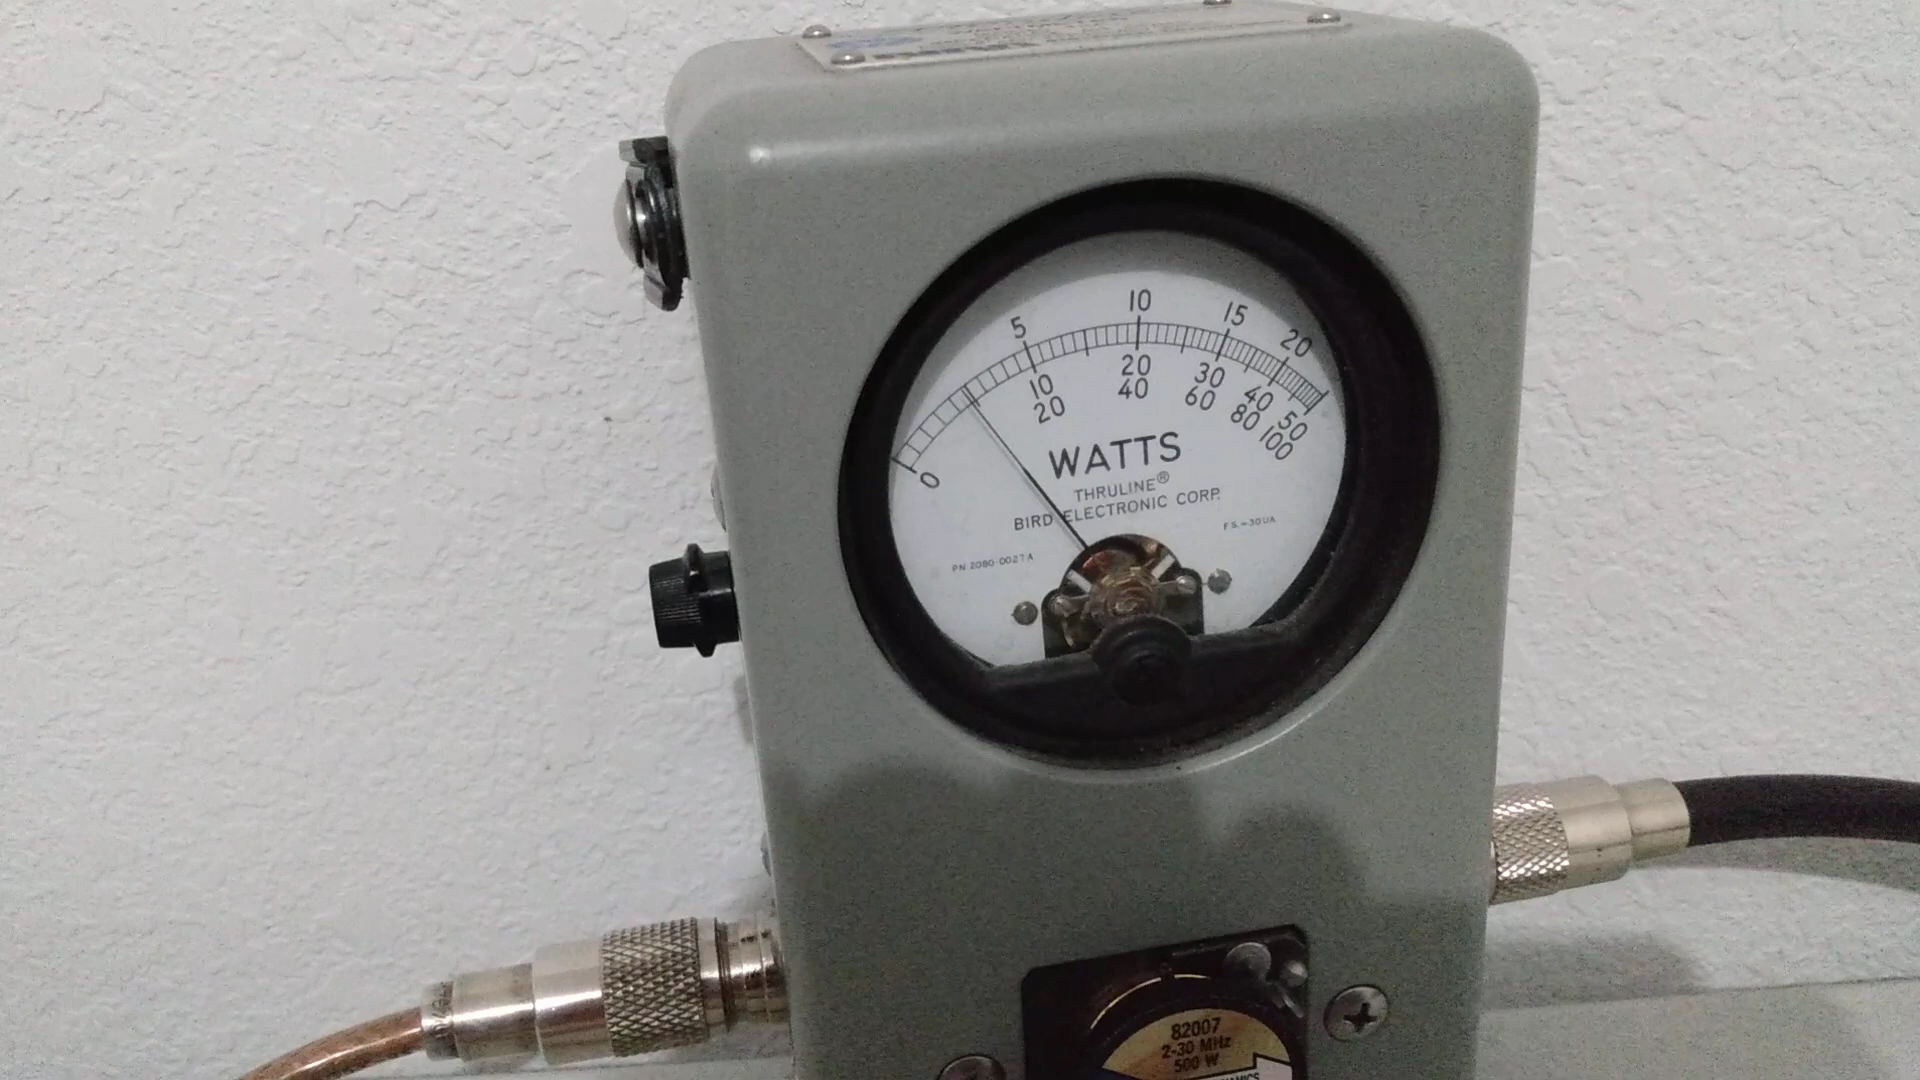 0 5 10 15 20
10 20 30 40 50
20 40 60 80 100
WATTS
THRULINE®
BIRD ELECTRONIC CORP.
F.S.=30UA
PN 2080-002TA
82007
2-30 MHz
500 W